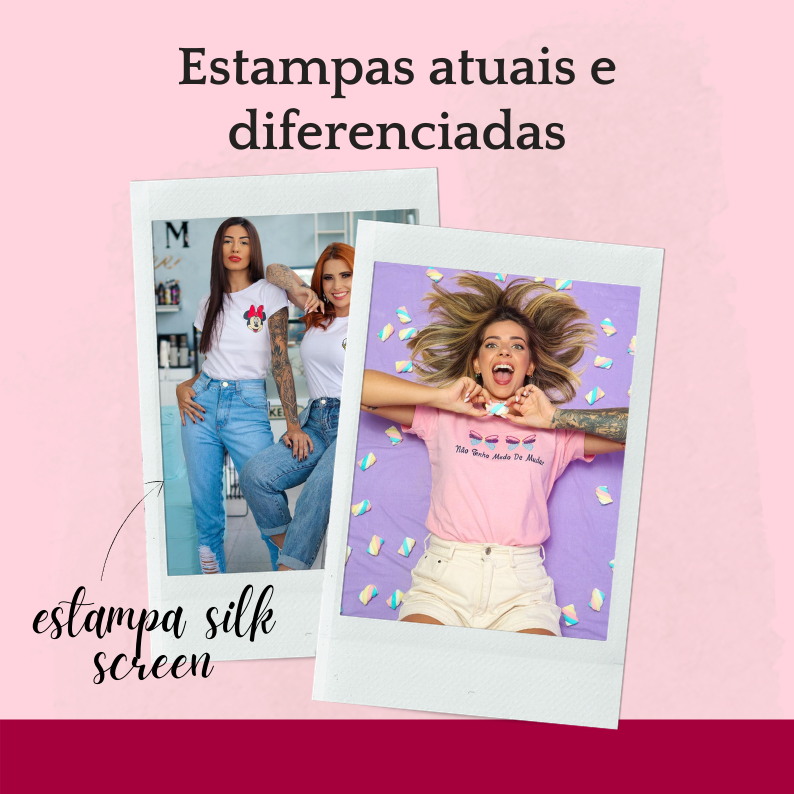 Estampas atuais e
diferenciadas
M
Não Tenho Medo De Mudar
estampa silk
screen